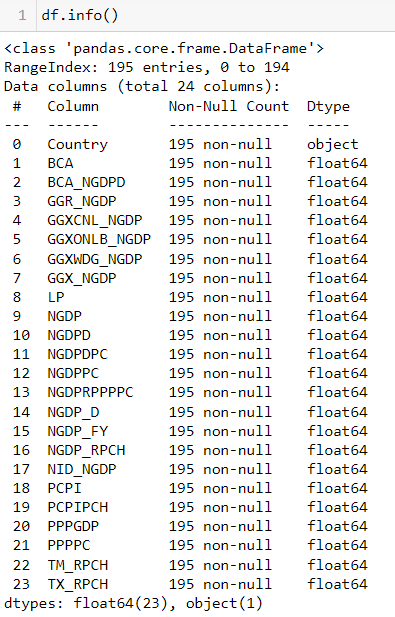 1 df.info()
<class 'pandas.core.frame.DataFrame'>
RangeIndex: 195 entries, 0 to 194
Data columns (total 24 columns):
 #   Column       Non-Null Count  Dtype
---  ------       --------------  -----
 0   Country      195 non-null    object
 1   BCA          195 non-null    float64
 2   BCA_NGDPD    195 non-null    float64
 3   GGR_NGDP     195 non-null    float64
 4   GGXCNL_NGDP  195 non-null    float64
 5   GGXONLB_NGDP 195 non-null    float64
 6   GGXWDG_NGDP  195 non-null    float64
 7   GGX_NGDP     195 non-null    float64
 8   LP           195 non-null    float64
 9   NGDP         195 non-null    float64
 10  NGDPD        195 non-null    float64
 11  NGDPDPC      195 non-null    float64
 12  NGDPPC       195 non-null    float64
 13  NGDPRPPPPC   195 non-null    float64
 14  NGDP_D       195 non-null    float64
 15  NGDP_FY      195 non-null    float64
 16  NGDP_RPCH    195 non-null    float64
 17  NID_NGDP     195 non-null    float64
 18  PCPI         195 non-null    float64
 19  PCPIPCH      195 non-null    float64
 20  PPPGDP       195 non-null    float64
 21  PPPPC        195 non-null    float64
 22  TM_RPCH      195 non-null    float64
 23  TX_RPCH      195 non-null    float64
dtypes: float64(23), object(1)